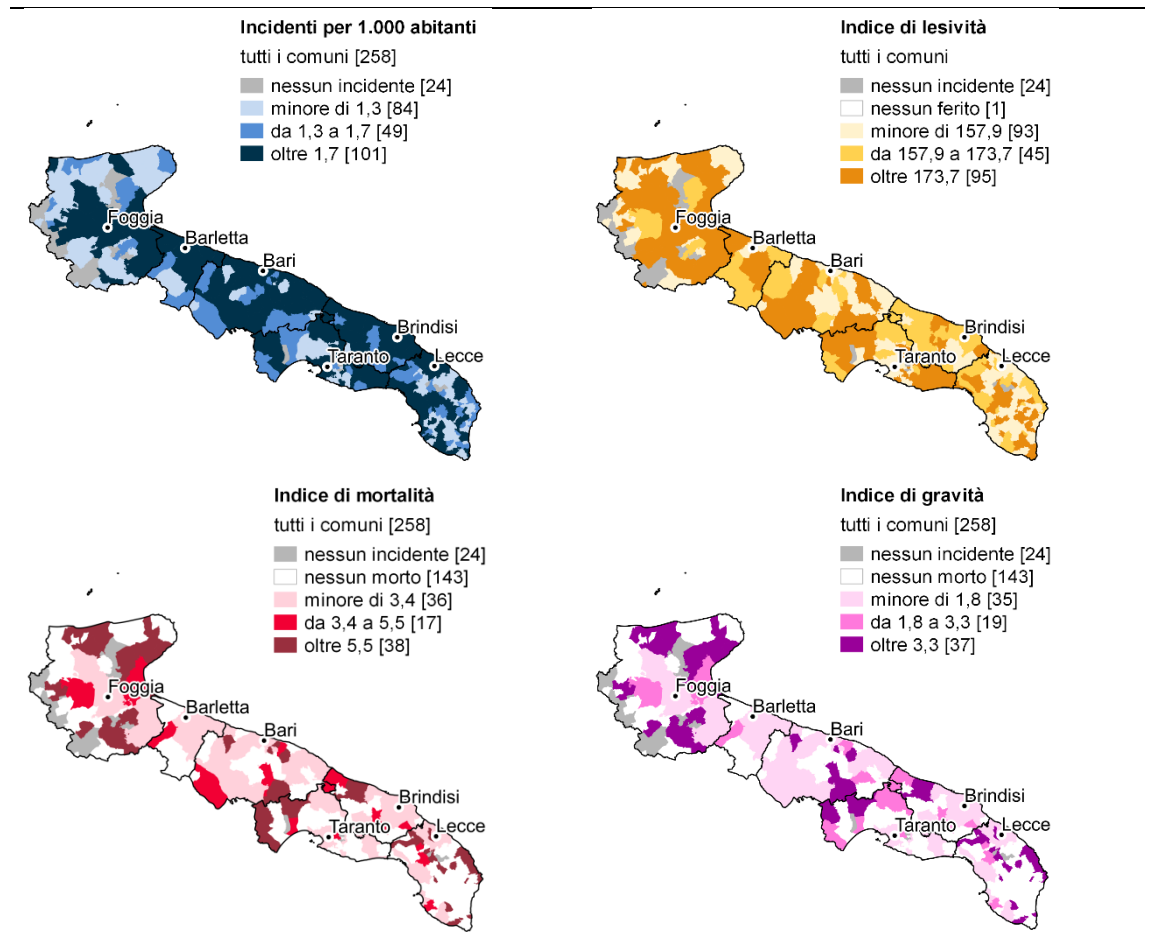 Incidenti per 1.000 abitanti
tutti i comuni [258]
nessun incidente [24]
minore di 1,3 [84]
da 1,3 a 1,7 [49]
oltre 1,7 [101]
Foggia
Barletta
Bari
Brindisi
Taranto
Lecce
Indice di lesività
tutti i comuni
nessun incidente [24]
nessun ferito [1]
minore di 157,9 [93]
da 157,9 a 173,7 [45]
oltre 173,7 [95]
Foggia
Barletta
Bari
Brindisi
Taranto
Lecce
Indice di mortalità
tutti i comuni [258]
nessun incidente [24]
nessun morto [143]
minore di 3,4 [36]
da 3,4 a 5,5 [17]
oltre 5,5 [38]
Foggia
Barletta
Bari
Brindisi
Taranto
Lecce
Indice di gravità
tutti i comuni [258]
nessun incidente [24]
nessun morto [143]
minore di 1,8 [35]
da 1,8 a 3,3 [19]
oltre 3,3 [37]
Foggia
Barletta
Bari
Brindisi
Taranto
Lecce